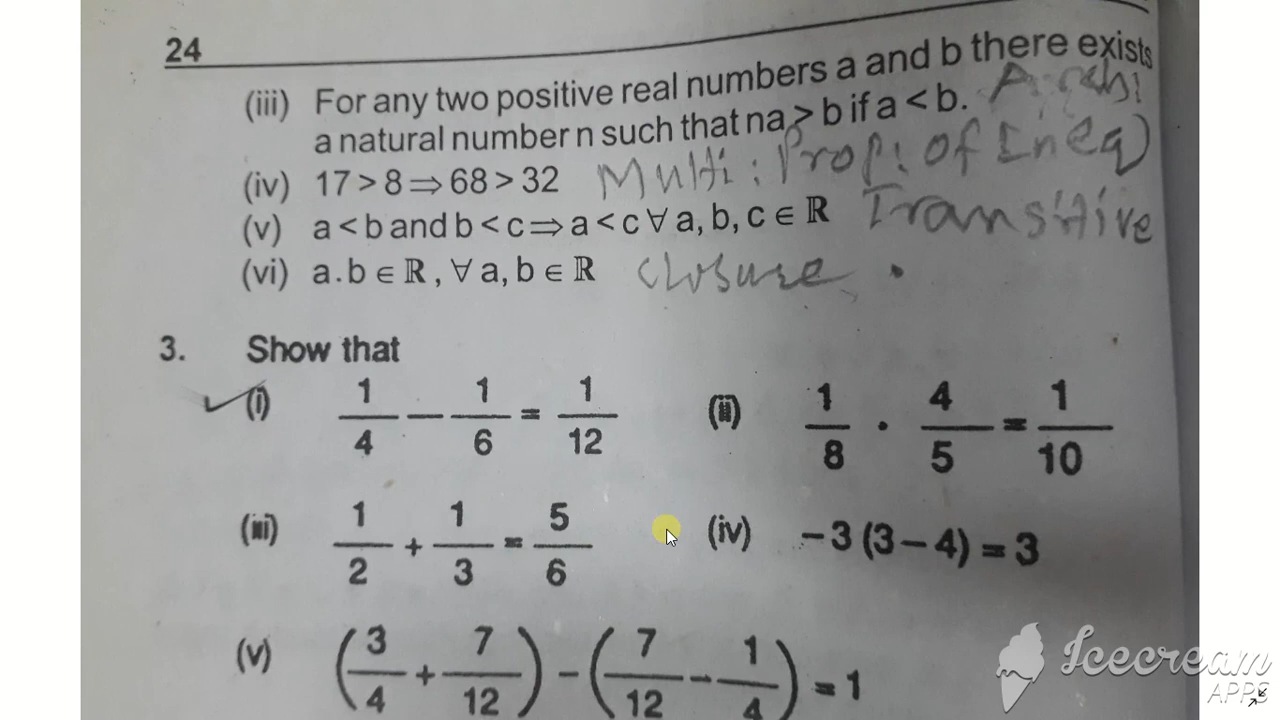 24
(iii) For any two positive real numbers a and b there exists
a natural number n such that na > b if a < b. Archi
(iv) 17 > 8 ⇒ 68 > 32 Multi: Prop: of Ineq
(v) a < b and b < c ⇒ a < c ∀ a, b, c ∈ ℝ Transitive
(vi) a . b ∈ ℝ , ∀ a, b ∈ ℝ closure .
3. Show that
(i) 1/4 − 1/6 = 1/12 (ii) 1/8 · 4/5 = 1/10
(iii) 1/2 + 1/3 = 5/6 (iv) −3 (3 − 4) = 3
(v) (3/4 + 7/12) − (7/12 − 1/4) = 1
Icecream
APPS